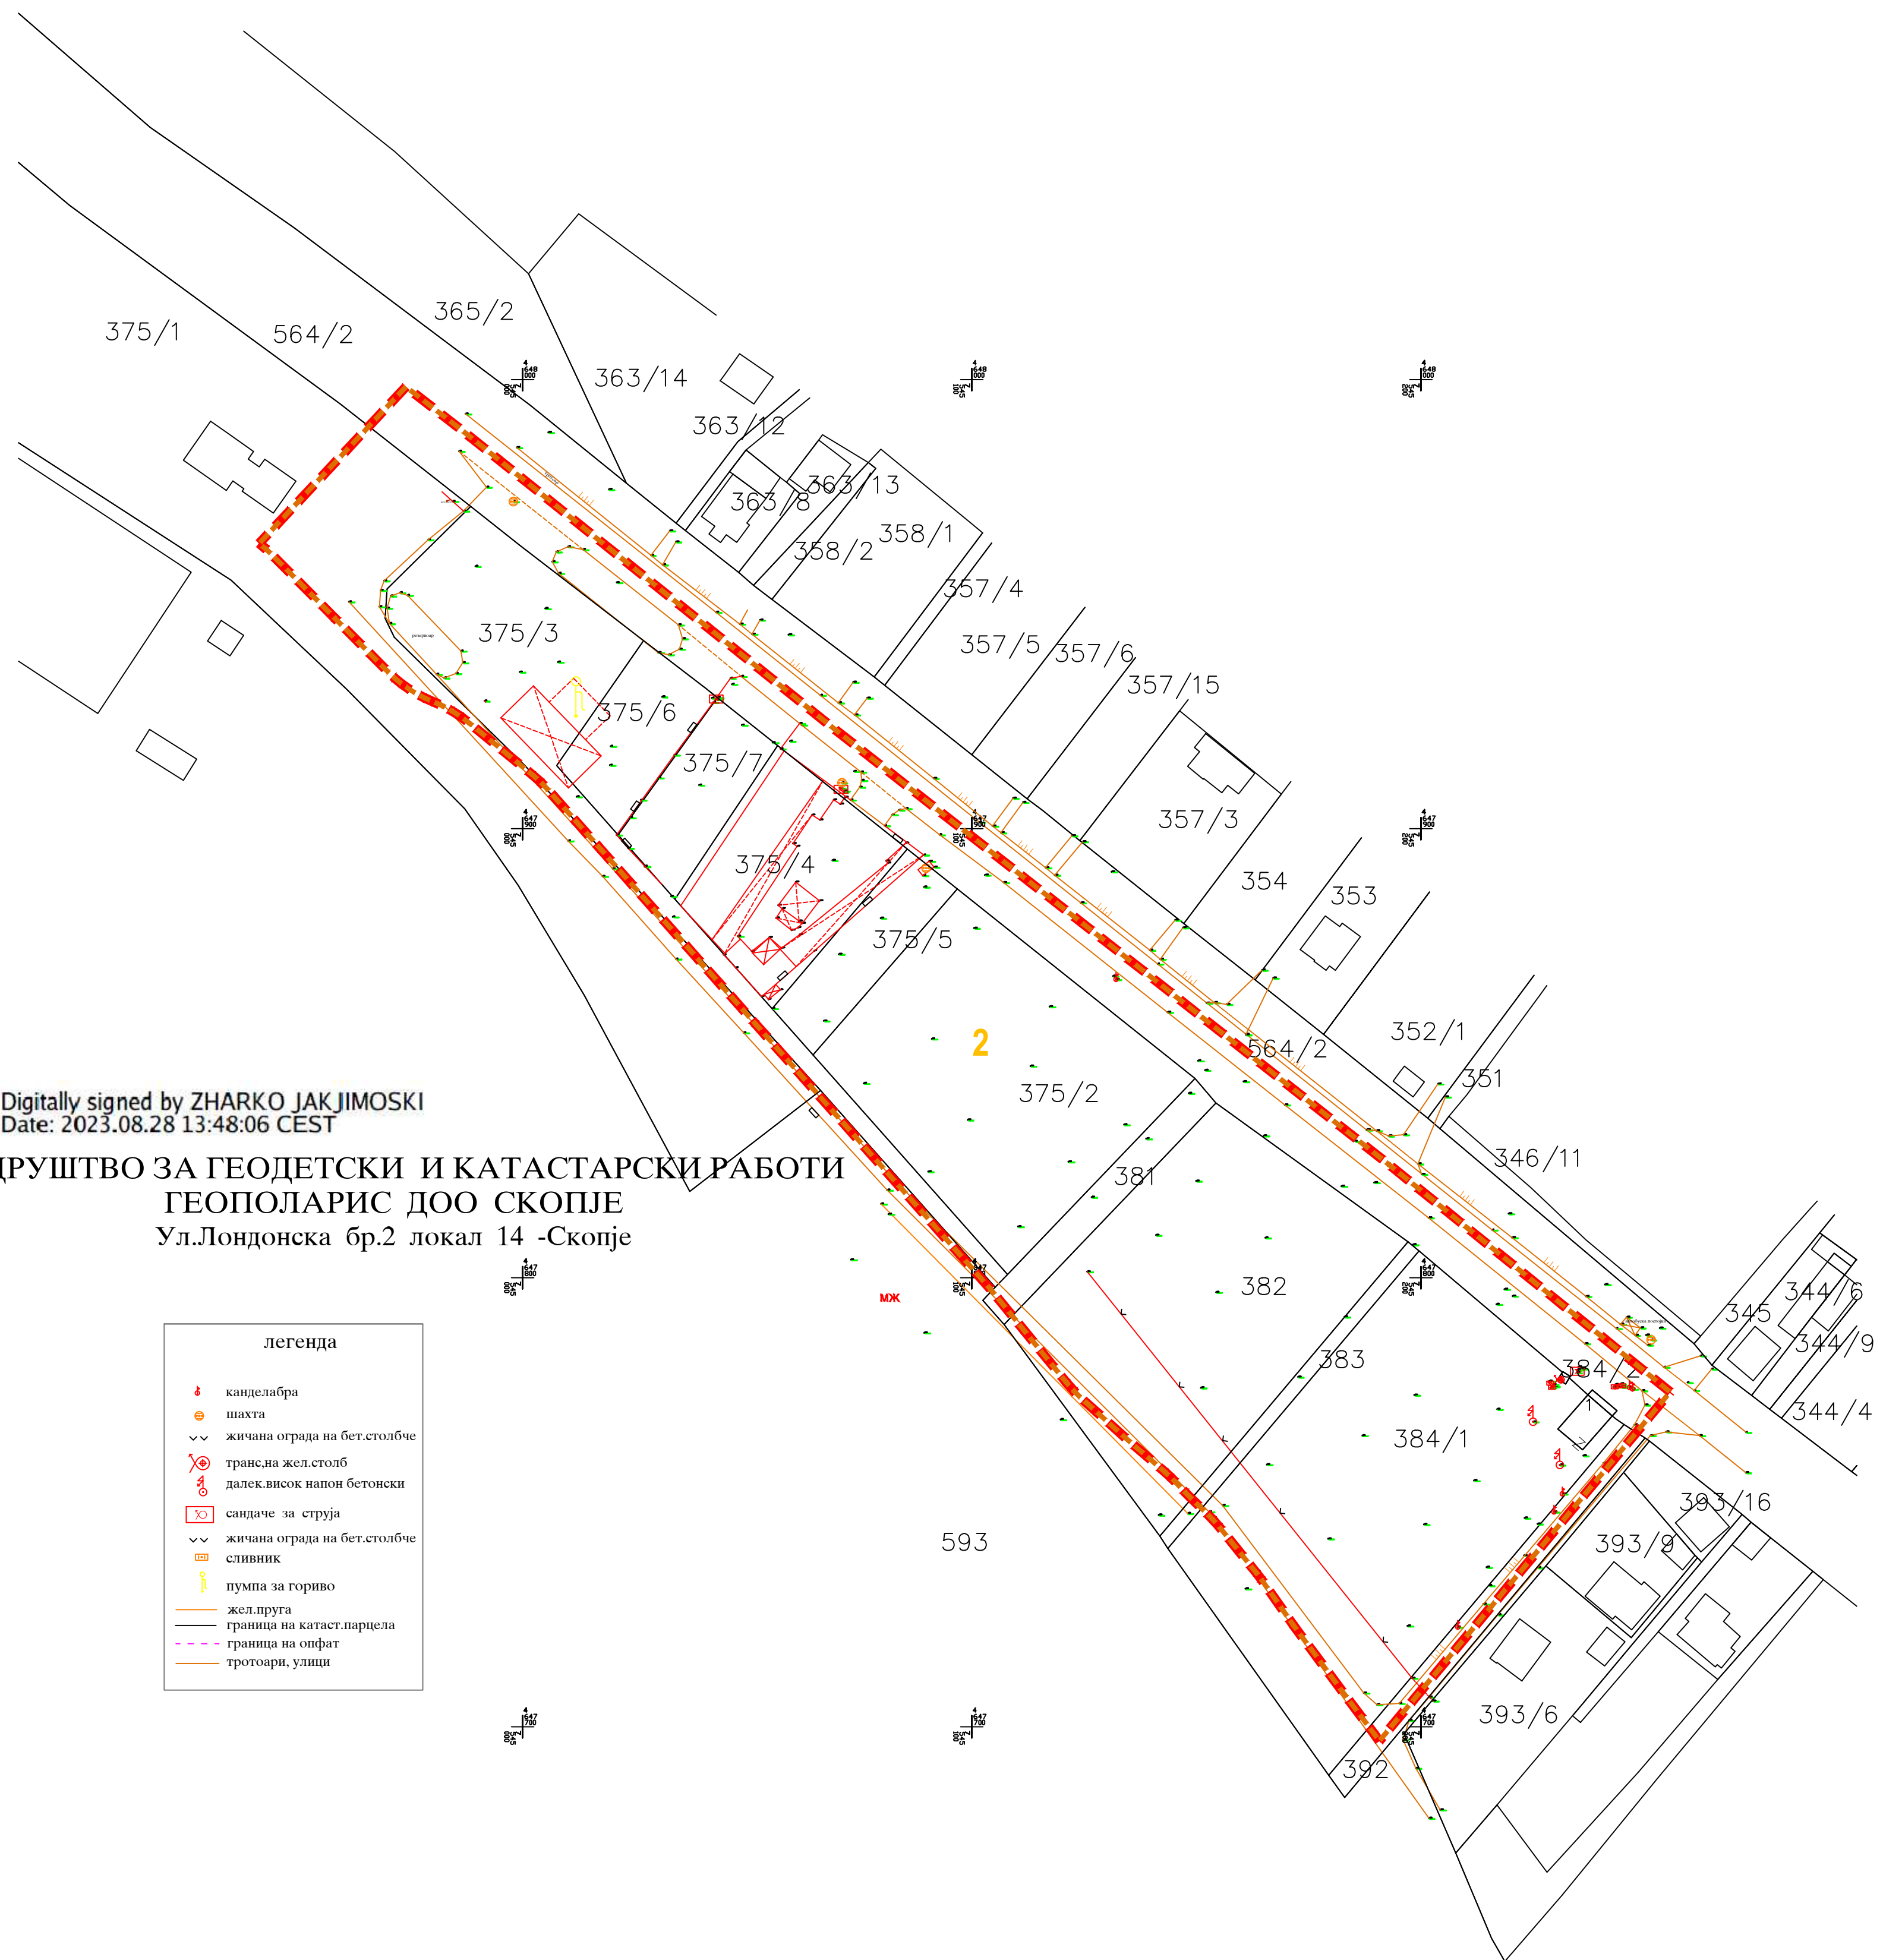 365/2
375/1
564/2
363/14
363/12
363/13
363/8
358/1
358/2
357/4
375/3
357/5
357/6
357/15
375/6
375/7
357/3
375/4
354
353
375/5
352/1
2
564/2
351
375/2
Digitally signed by ZHARKO JAKJIMOSKI
Date: 2023.08.28 13:48:06 CEST
346/11
ДРУШТВО ЗА ГЕОДЕТСКИ И КАТАСТАРСКИ РАБОТИ
381
ГЕОПОЛАРИС ДОО СКОПЈЕ
Ул.Лондонска бр.2 локал 14 -Скопје
382
мж
344/6
345
344/9
383
384/2
1
344/4
384/1
593
393/16
393/9
393/6
392
легенда
канделабра
шахта
жичана ограда на бет.столбче
транс,на жел.столб
далек.висок напон бетонски
сандаче за струја
жичана ограда на бет.столбче
сливник
пумпа за гориво
жел.пруга
граница на катаст.парцела
граница на опфат
тротоари, улици